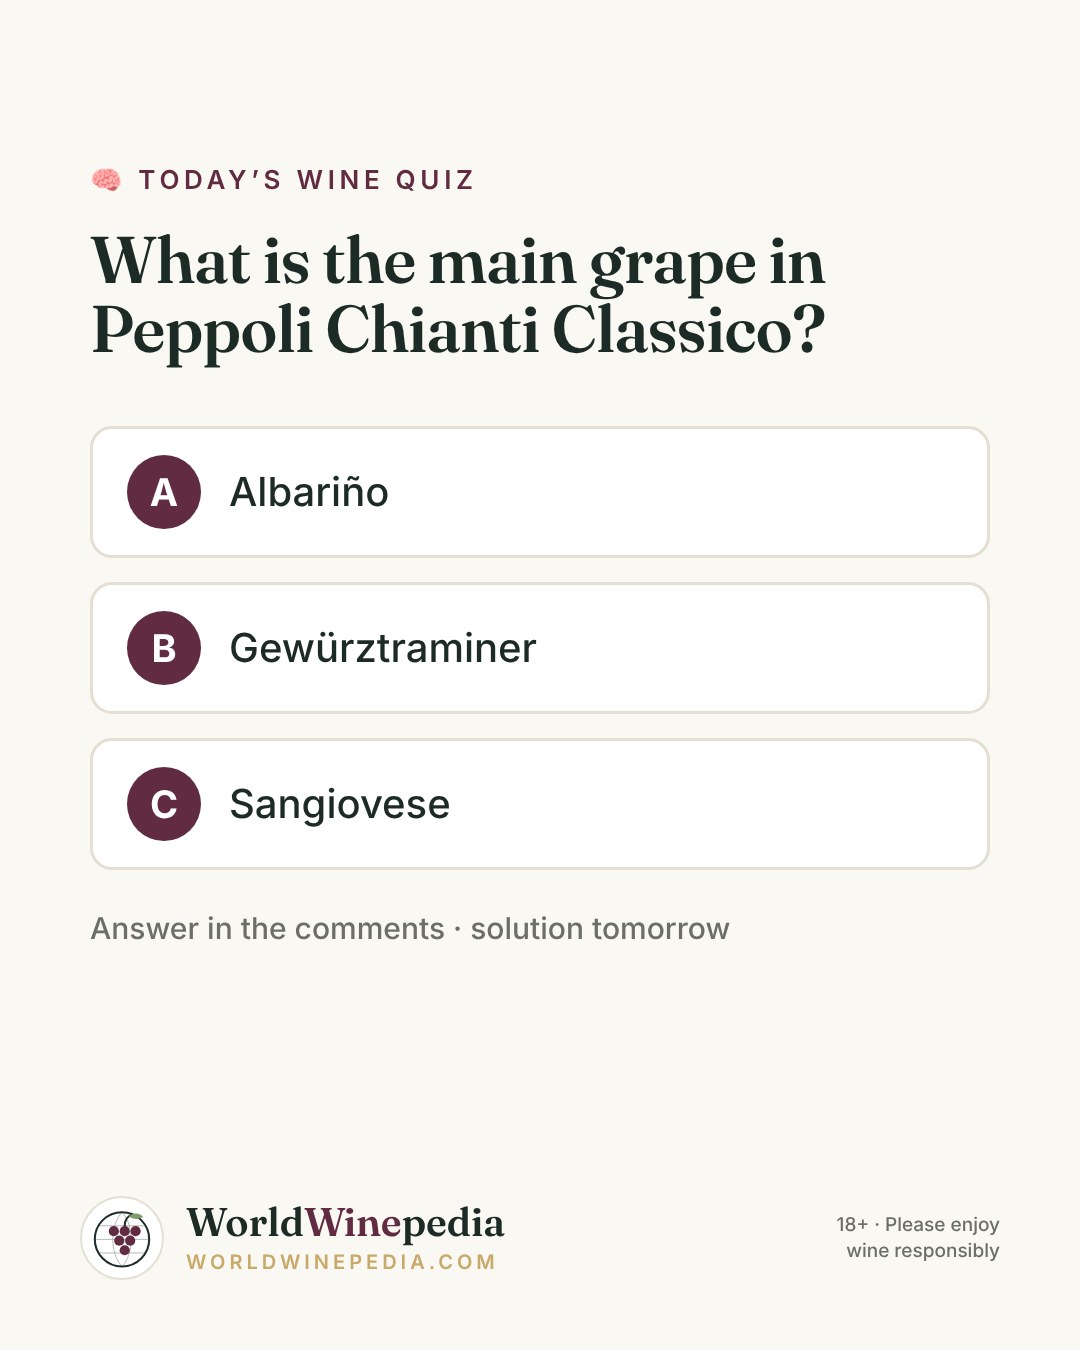 🧠 TODAY’S WINE QUIZ
What is the main grape in
Peppoli Chianti Classico?
A Albariño
B Gewürztraminer
C Sangiovese
Answer in the comments · solution tomorrow
WorldWinepedia
WORLDWINEPEDIA.COM
18+ · Please enjoy
wine responsibly